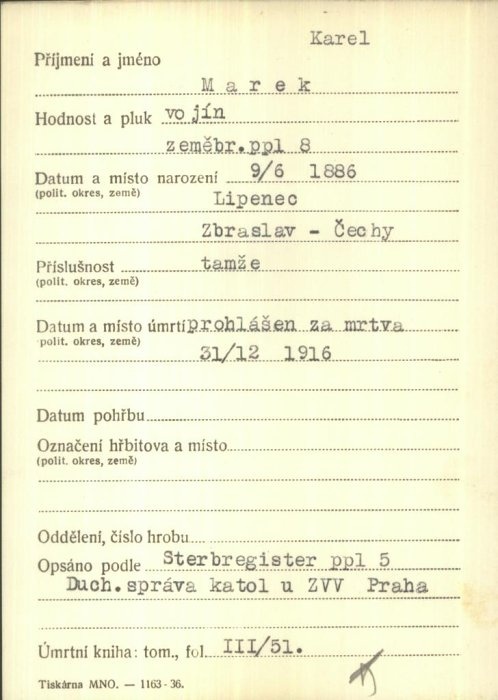 Karel
Příjmení a jméno
Marek
Hodnost a pluk vojín
zeměbr.ppl 8
Datum a místo narození 9/6 1886
(polit. okres, země)
Lipenec
Zbraslav - Čechy
Příslušnost tamže
(polit. okres, země)
Datum a místo úmrtí prohlášen za mrtva
polit. okres, země)
31/12 1916
Datum pohřbu
Označení hřbitova a místo
(polit. okres, země)
Oddělení, číslo hrobu
Opsáno podle Sterbregister ppl 5
Duch.správa katol u ZVV Praha
Úmrtní kniha: tom., fol. III/51.
Tiskárna MNO. — 1163-36.